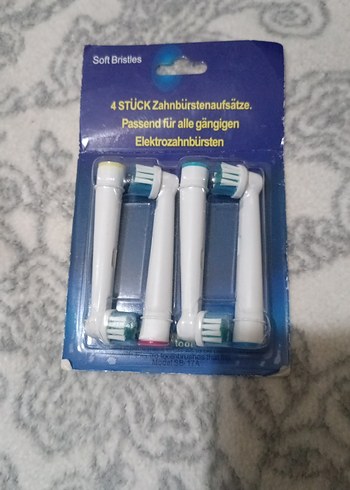 Soft Bristles
4 STÜCK Zahnbürstenaufsätze.
Passend für alle gängigen
Elektrozahnbürsten